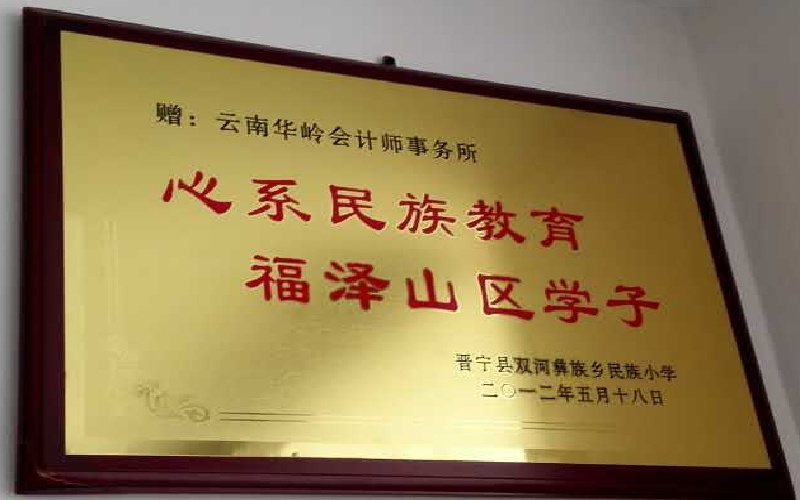 赠：云南华岭会计师事务所
心系民族教育
福泽山区学子
晋宁县双河彝族乡民族小学
二〇一二年五月十八日